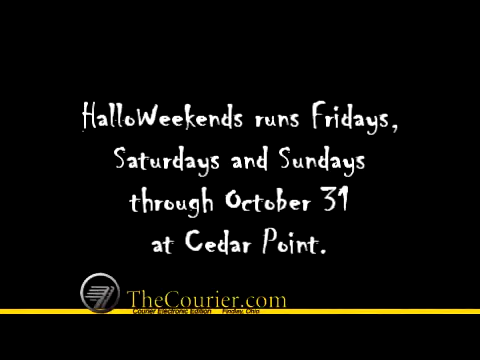 HalloWeekends runs Fridays,
Saturdays and Sundays
through October 31
at Cedar Point.
TheCourier.com
Courier Electronic Edition Findlay, Ohio